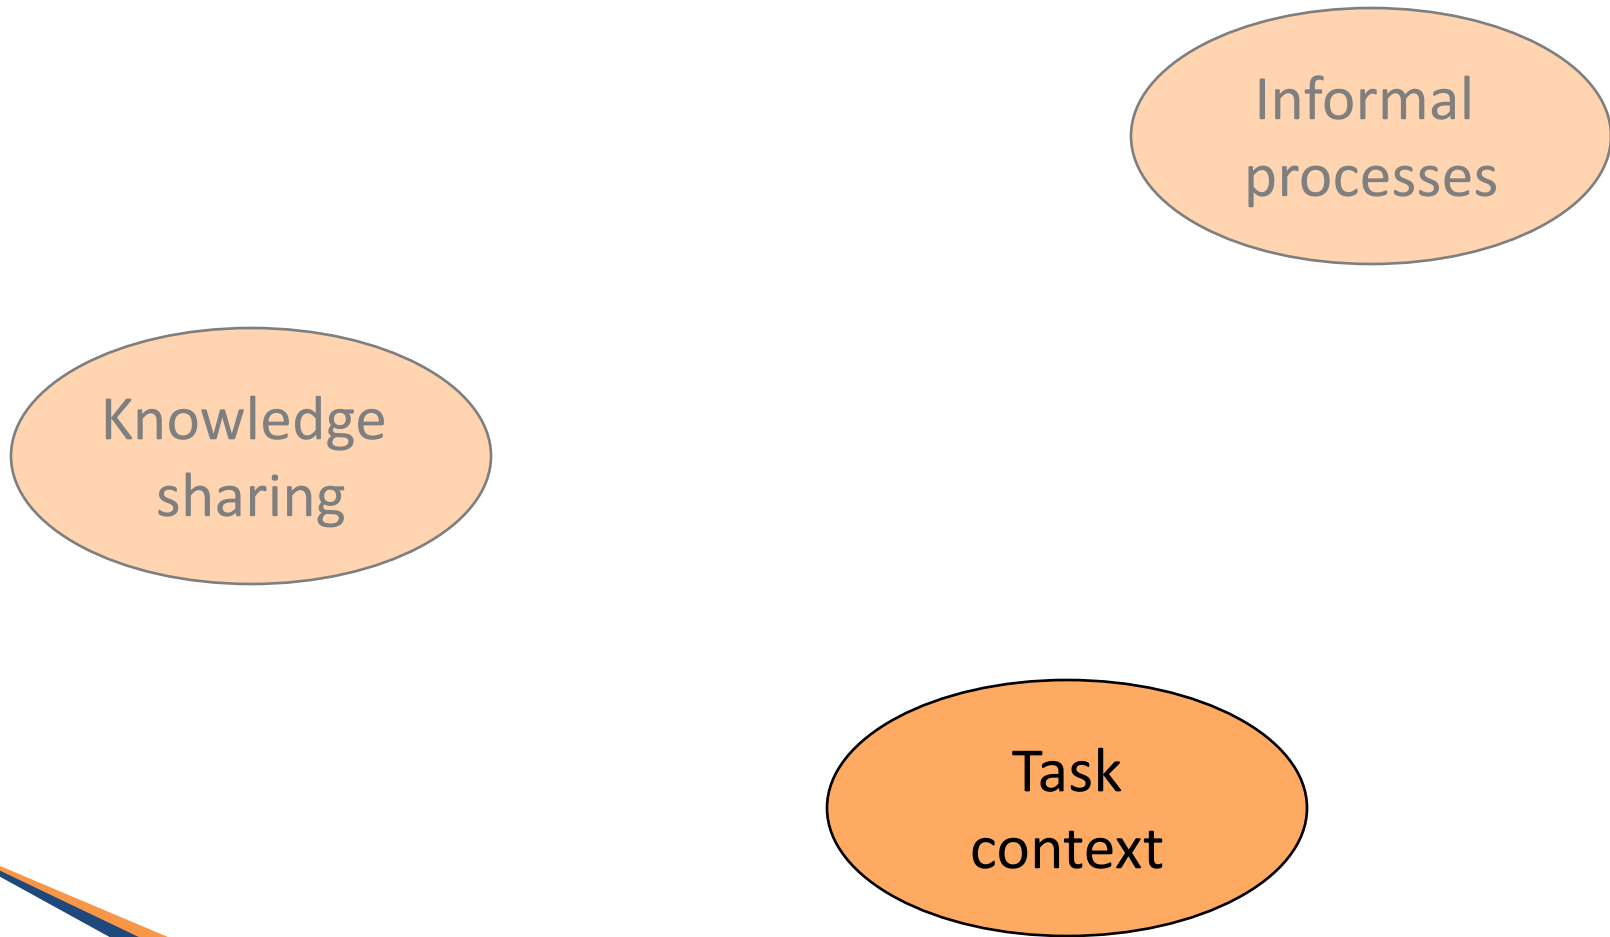 Informal
processes
Knowledge
sharing
Task
context